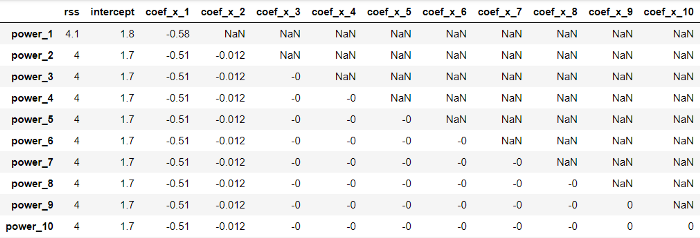 rss intercept coef_x_1 coef_x_2 coef_x_3 coef_x_4 coef_x_5 coef_x_6 coef_x_7 coef_x_8 coef_x_9 coef_x_10
power_1 4.1 1.8 -0.58 NaN NaN NaN NaN NaN NaN NaN NaN NaN
power_2 4 1.7 -0.51 -0.012 NaN NaN NaN NaN NaN NaN NaN NaN
power_3 4 1.7 -0.51 -0.012 -0 NaN NaN NaN NaN NaN NaN NaN
power_4 4 1.7 -0.51 -0.012 -0 -0 NaN NaN NaN NaN NaN NaN
power_5 4 1.7 -0.51 -0.012 -0 -0 -0 NaN NaN NaN NaN NaN
power_6 4 1.7 -0.51 -0.012 -0 -0 -0 -0 NaN NaN NaN NaN
power_7 4 1.7 -0.51 -0.012 -0 -0 -0 -0 -0 NaN NaN NaN
power_8 4 1.7 -0.51 -0.012 -0 -0 -0 -0 -0 -0 NaN NaN
power_9 4 1.7 -0.51 -0.012 -0 -0 -0 -0 -0 -0 0 NaN
power_10 4 1.7 -0.51 -0.012 -0 -0 -0 -0 -0 -0 0 0